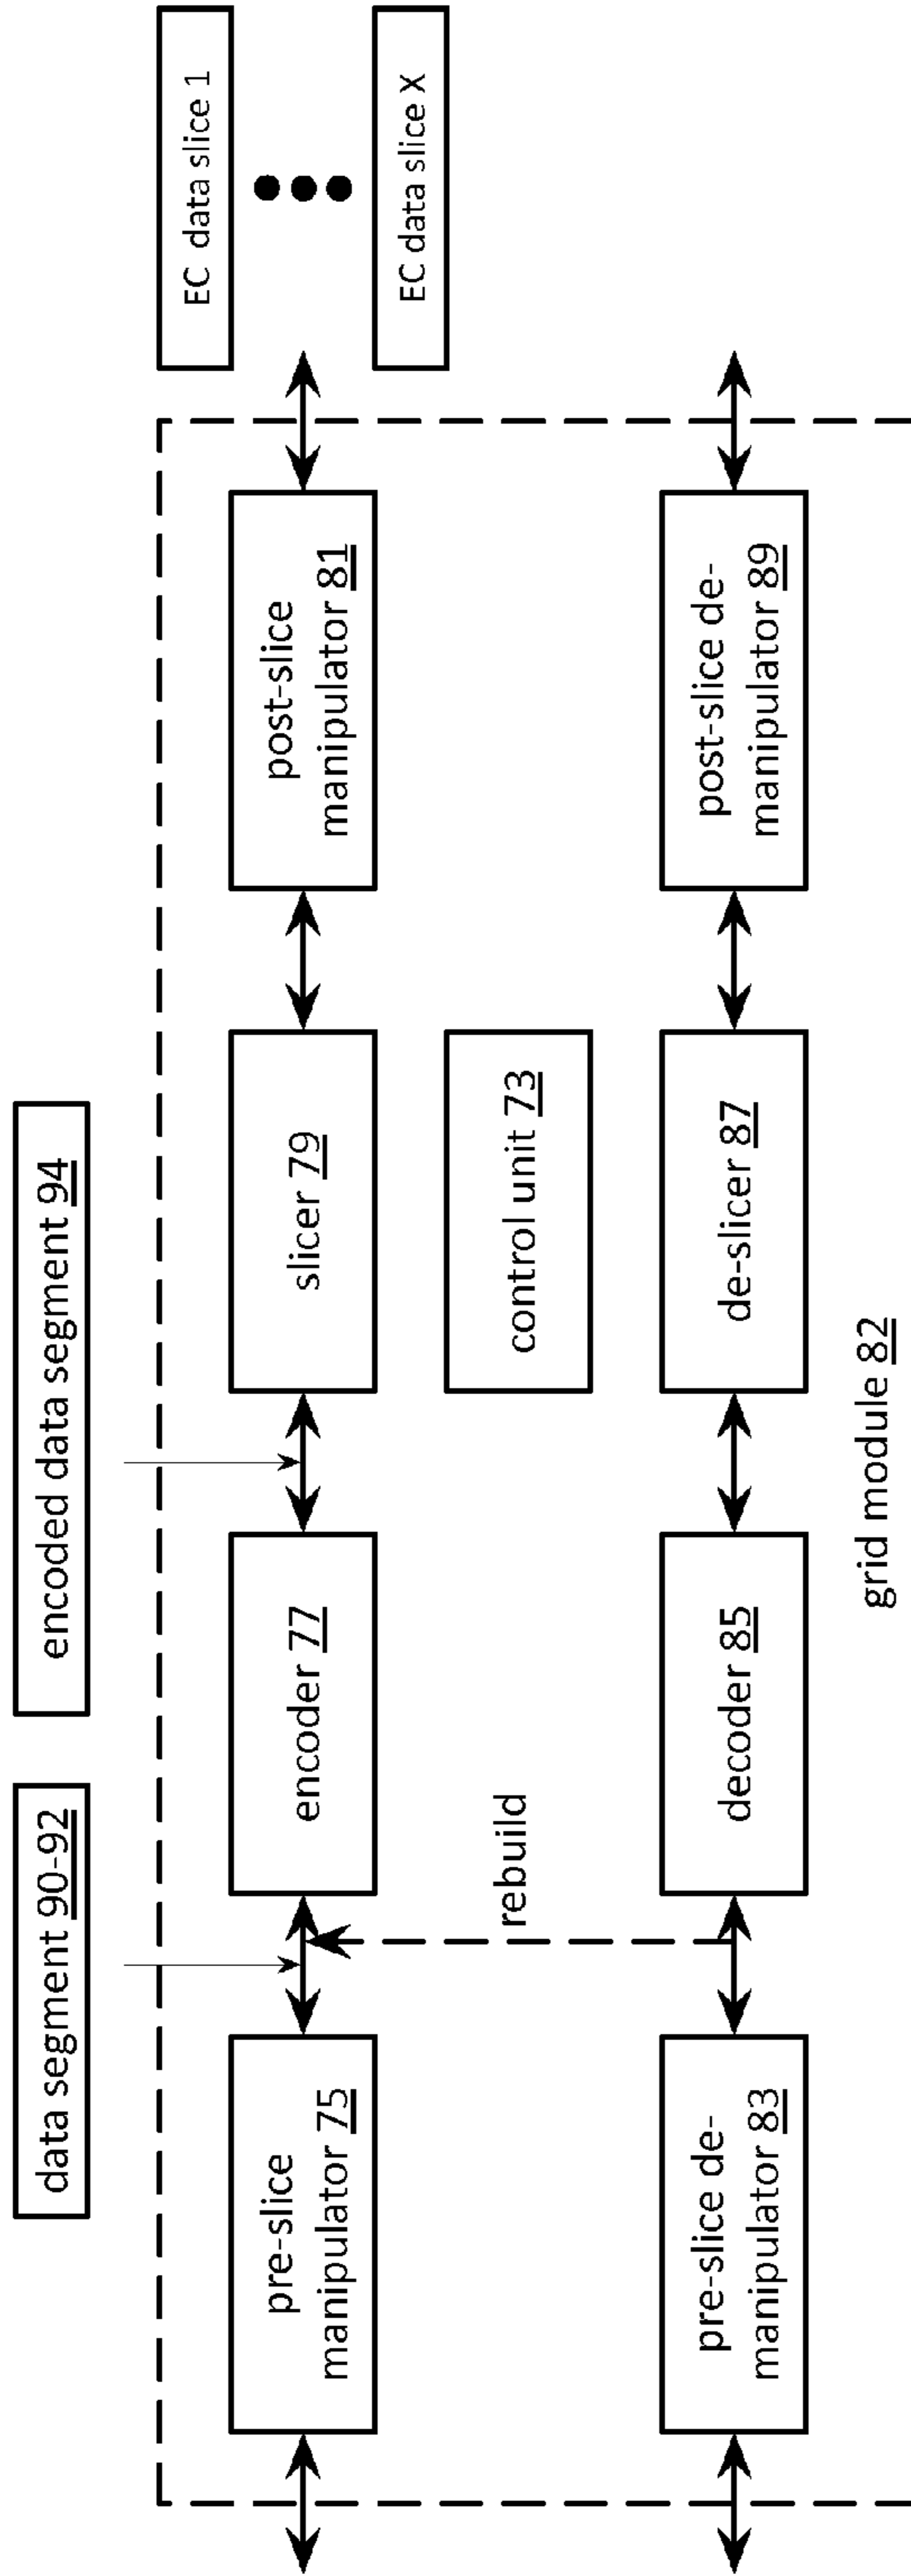 data segment 90-92
encoded data segment 94
EC data slice 1
EC data slice X
pre-slice
manipulator 75
encoder 77
slicer 79
post-slice
manipulator 81
rebuild
control unit 73
pre-slice de-
manipulator 83
decoder 85
de-slicer 87
post-slice de-
manipulator 89
grid module 82